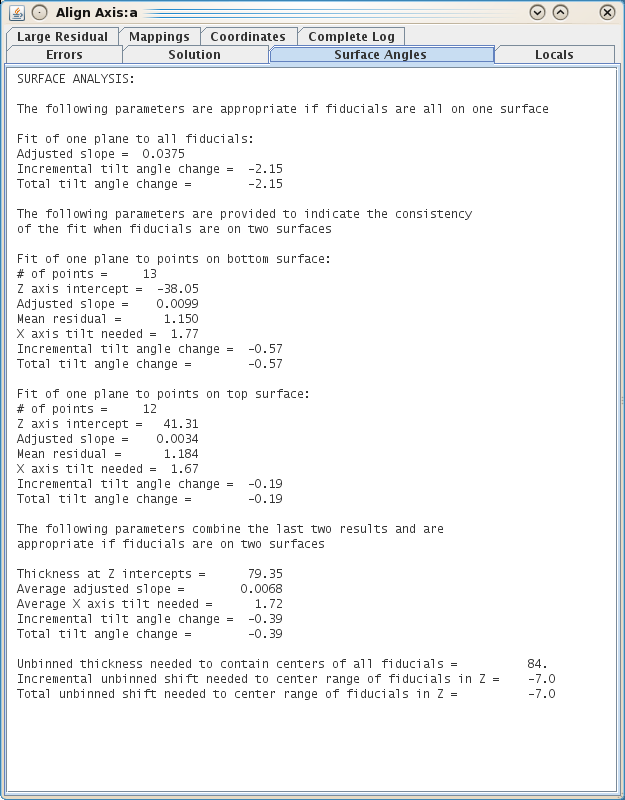 Align Axis:a
Large Residual Mappings Coordinates Complete Log
Errors Solution Surface Angles Locals
SURFACE ANALYSIS:
The following parameters are appropriate if fiducials are all on one surface
Fit of one plane to all fiducials:
Adjusted slope = 0.0375
Incremental tilt angle change = -2.15
Total tilt angle change = -2.15
The following parameters are provided to indicate the consistency
of the fit when fiducials are on two surfaces
Fit of one plane to points on bottom surface:
# of points = 13
Z axis intercept = -38.05
Adjusted slope = 0.0099
Mean residual = 1.150
X axis tilt needed = 1.77
Incremental tilt angle change = -0.57
Total tilt angle change = -0.57
Fit of one plane to points on top surface:
# of points = 12
Z axis intercept = 41.31
Adjusted slope = 0.0034
Mean residual = 1.184
X axis tilt needed = 1.67
Incremental tilt angle change = -0.19
Total tilt angle change = -0.19
The following parameters combine the last two results and are
appropriate if fiducials are on two surfaces
Thickness at Z intercepts = 79.35
Average adjusted slope = 0.0068
Average X axis tilt needed = 1.72
Incremental tilt angle change = -0.39
Total tilt angle change = -0.39
Unbinned thickness needed to contain centers of all fiducials = 84.
Incremental unbinned shift needed to center range of fiducials in Z = -7.0
Total unbinned shift needed to center range of fiducials in Z = -7.0